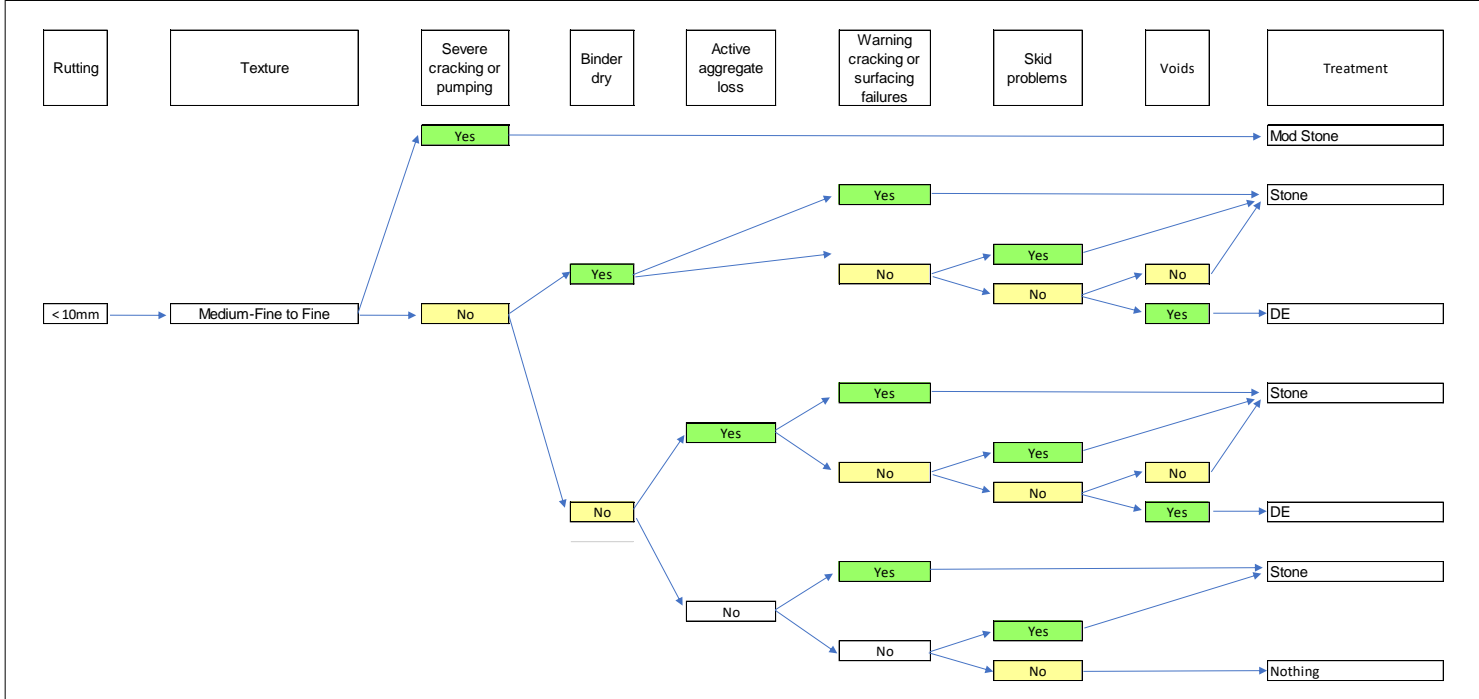 Rutting
Texture
Severe
cracking or
pumping
Binder
dry
Active
aggregate
loss
Warning
cracking or
surfacing
failures
Skid
problems
Voids
Treatment
Yes
Mod Stone
Yes
Stone
Yes
Yes
No
No
No
<10mm
Medium-Fine to Fine
No
Yes
DE
Yes
Stone
Yes
Yes
No
No
No
No
Yes
DE
Yes
Stone
No
Yes
No
No
Nothing